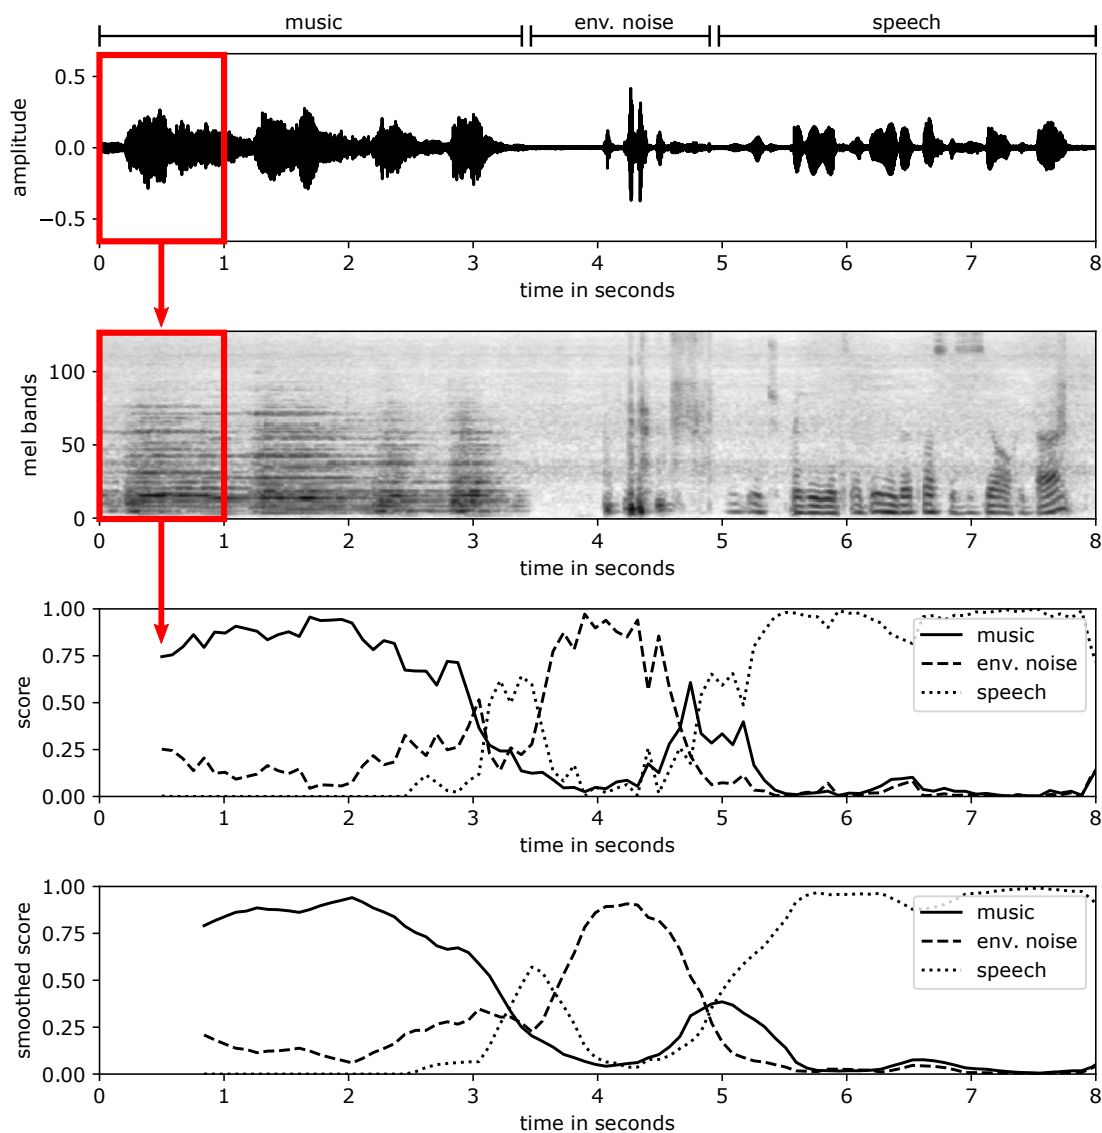 music env. noise speech
0.5
0.0
−0.5
amplitude
0 1 2 3 4 5 6 7 8
time in seconds
100
50
0
mel bands
0 1 2 3 4 5 6 7 8
time in seconds
1.00
0.75
0.50
0.25
0.00
score
music
env. noise
speech
0 1 2 3 4 5 6 7 8
time in seconds
1.00
0.75
0.50
0.25
0.00
smoothed score
music
env. noise
speech
0 1 2 3 4 5 6 7 8
time in seconds